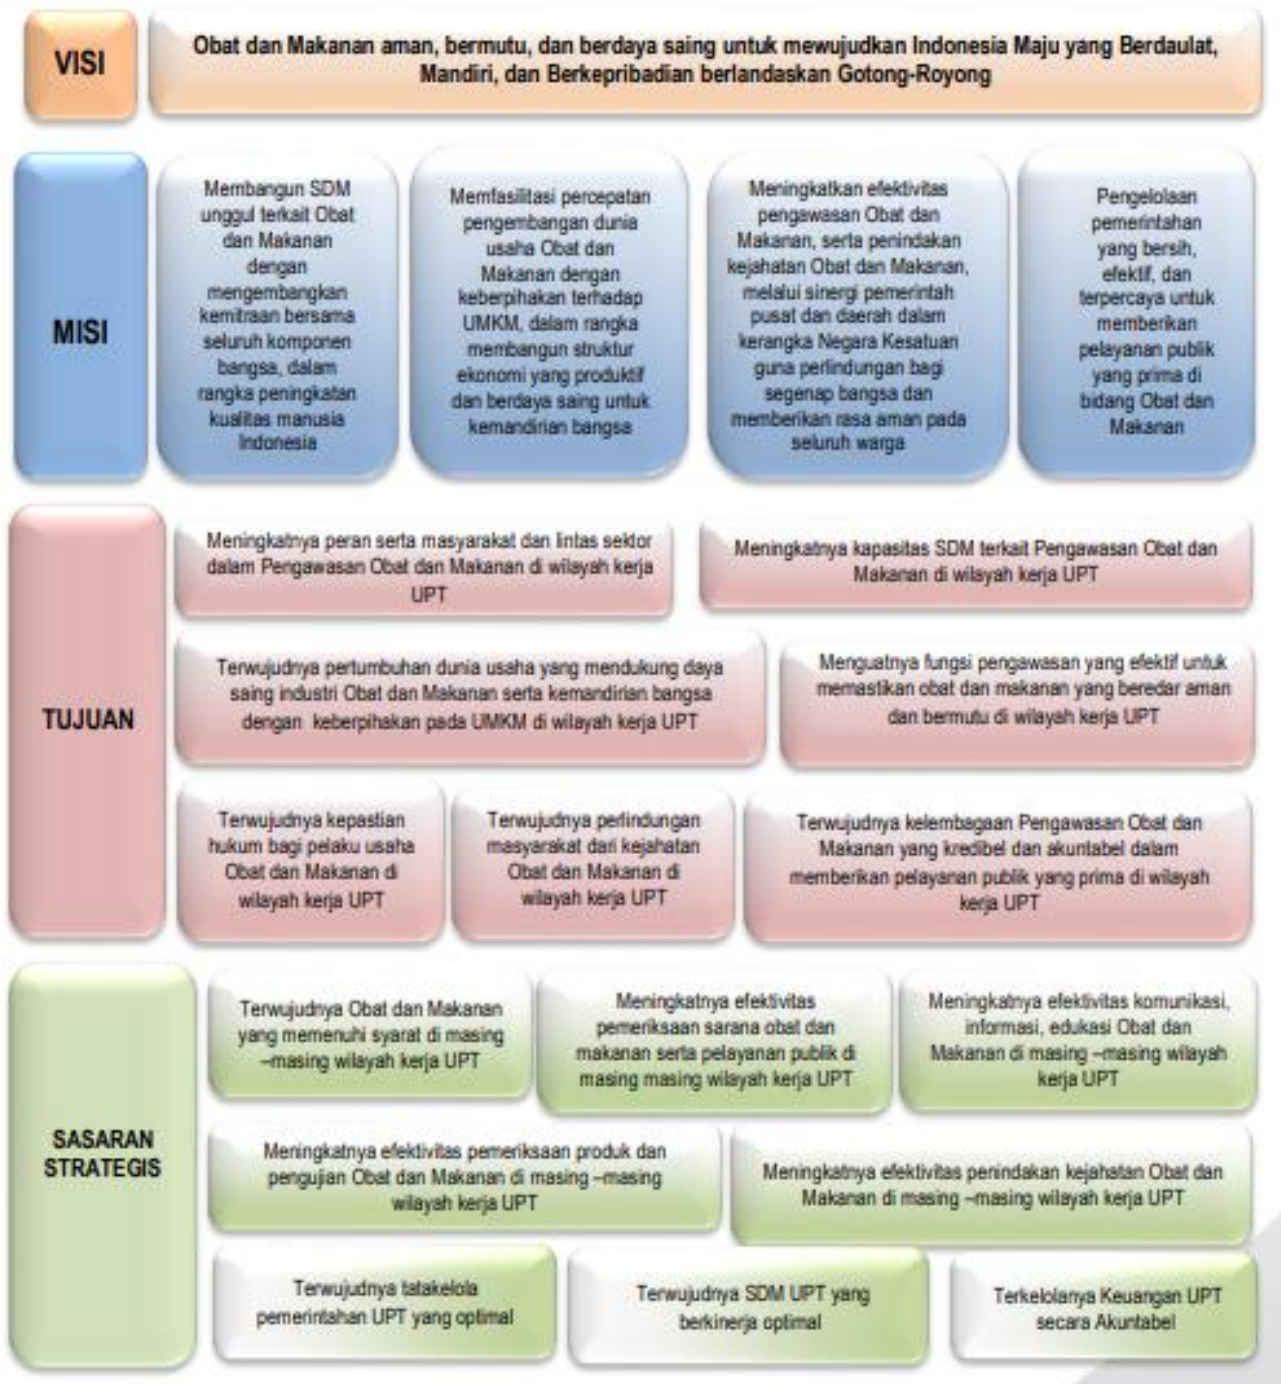 VISI
Obat dan Makanan aman, bermutu, dan berdaya saing untuk mewujudkan Indonesia Maju yang Berdaulat,
Mandiri, dan Berkepribadian berlandaskan Gotong-Royong
MISI
Membangun SDM
unggul terkait Obat
dan Makanan
dengan
mengembangkan
kemitraan bersama
seluruh komponen
bangsa, dalam
rangka peningkatan
kualitas manusia
Indonesia
Memfasilitasi percepatan
pengembangan dunia
usaha Obat dan
Makanan dengan
keberpihakan terhadap
UMKM, dalam rangka
membangun struktur
ekonomi yang produktif
dan berdaya saing untuk
kemandirian bangsa
Meningkatkan efektivitas
pengawasan Obat dan
Makanan, serta penindakan
kejahatan Obat dan Makanan,
melalui sinergi pemerintah
pusat dan daerah dalam
kerangka Negara Kesatuan
guna perlindungan bagi
segenap bangsa dan
memberikan rasa aman pada
seluruh warga
Pengelolaan
pemerintahan
yang bersih,
efektif, dan
terpercaya untuk
memberikan
pelayanan publik
yang prima di
bidang Obat dan
Makanan
TUJUAN
Meningkatnya peran serta masyarakat dan lintas sektor
dalam Pengawasan Obat dan Makanan di wilayah kerja
UPT
Meningkatnya kapasitas SDM terkait Pengawasan Obat dan
Makanan di wilayah kerja UPT
Terwujudnya pertumbuhan dunia usaha yang mendukung daya
saing industri Obat dan Makanan serta kemandirian bangsa
dengan keberpihakan pada UMKM di wilayah kerja UPT
Menguatnya fungsi pengawasan yang efektif untuk
memastikan obat dan makanan yang beredar aman
dan bermutu di wilayah kerja UPT
Terwujudnya kepastian
hukum bagi pelaku usaha
Obat dan Makanan di
wilayah kerja UPT
Terwujudnya perlindungan
masyarakat dari kejahatan
Obat dan Makanan di
wilayah kerja UPT
Terwujudnya kelembagaan Pengawasan Obat dan
Makanan yang kredibel dan akuntabel dalam
memberikan pelayanan publik yang prima di wilayah
kerja UPT
SASARAN
STRATEGIS
Terwujudnya Obat dan Makanan
yang memenuhi syarat di masing
–masing wilayah kerja UPT
Meningkatnya efektivitas
pemeriksaan sarana obat dan
makanan serta pelayanan publik di
masing masing wilayah kerja UPT
Meningkatnya efektivitas komunikasi,
informasi, edukasi Obat dan
Makanan di masing –masing wilayah
kerja UPT
Meningkatnya efektivitas pemeriksaan produk dan
pengujian Obat dan Makanan di masing –masing
wilayah kerja UPT
Meningkatnya efektivitas penindakan kejahatan Obat dan
Makanan di masing –masing wilayah kerja UPT
Terwujudnya tatakelola
pemerintahan UPT yang optimal
Terwujudnya SDM UPT yang
berkinerja optimal
Terkelolanya Keuangan UPT
secara Akuntabel